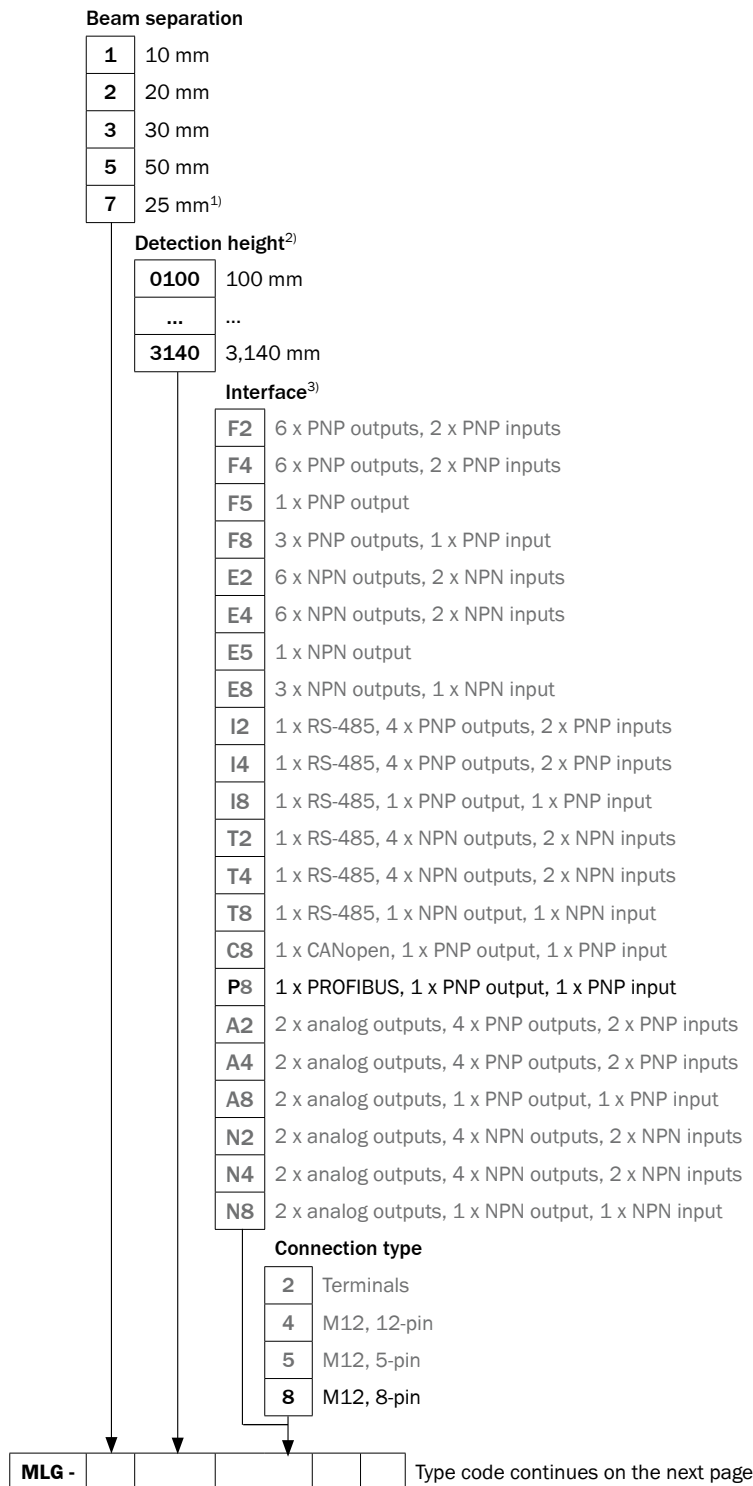 Beam separation
1 10 mm
2 20 mm
3 30 mm
5 50 mm
7 25 mm1)
Detection height2)
0100 100 mm
... ...
3140 3,140 mm
Interface3)
F2 6 x PNP outputs, 2 x PNP inputs
F4 6 x PNP outputs, 2 x PNP inputs
F5 1 x PNP output
F8 3 x PNP outputs, 1 x PNP input
E2 6 x NPN outputs, 2 x NPN inputs
E4 6 x NPN outputs, 2 x NPN inputs
E5 1 x NPN output
E8 3 x NPN outputs, 1 x NPN input
I2 1 x RS-485, 4 x PNP outputs, 2 x PNP inputs
I4 1 x RS-485, 4 x PNP outputs, 2 x PNP inputs
I8 1 x RS-485, 1 x PNP output, 1 x PNP input
T2 1 x RS-485, 4 x NPN outputs, 2 x NPN inputs
T4 1 x RS-485, 4 x NPN outputs, 2 x NPN inputs
T8 1 x RS-485, 1 x NPN output, 1 x NPN input
C8 1 x CANopen, 1 x PNP output, 1 x PNP input
P8 1 x PROFIBUS, 1 x PNP output, 1 x PNP input
A2 2 x analog outputs, 4 x PNP outputs, 2 x PNP inputs
A4 2 x analog outputs, 4 x PNP outputs, 2 x PNP inputs
A8 2 x analog outputs, 1 x PNP output, 1 x PNP input
N2 2 x analog outputs, 4 x NPN outputs, 2 x NPN inputs
N4 2 x analog outputs, 4 x NPN outputs, 2 x NPN inputs
N8 2 x analog outputs, 1 x NPN output, 1 x NPN input
Connection type
2 Terminals
4 M12, 12-pin
5 M12, 5-pin
8 M12, 8-pin
MLG - Type code continues on the next page